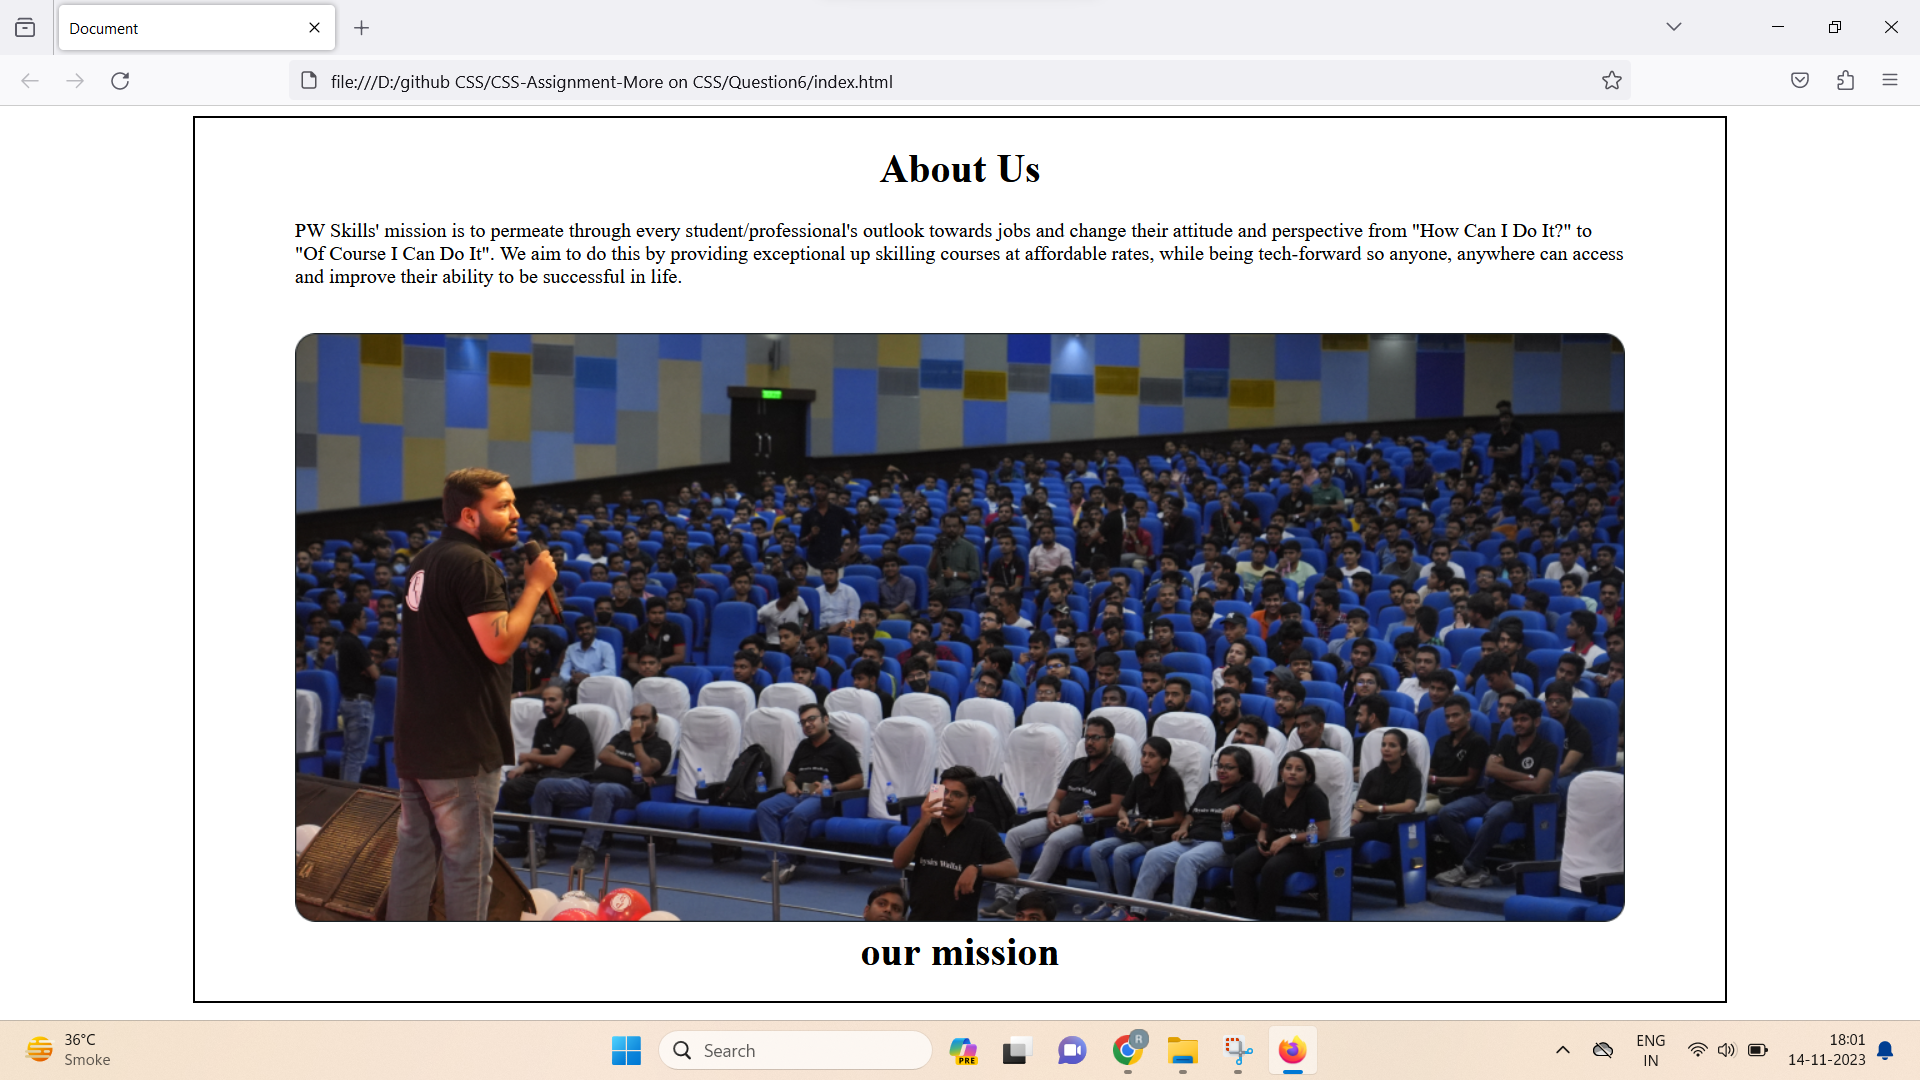 Document
file:///D:/github CSS/CSS-Assignment-More on CSS/Question6/index.html
About Us
PW Skills' mission is to permeate through every student/professional's outlook towards jobs and change their attitude and perspective from "How Can I Do It?" to
"Of Course I Can Do It". We aim to do this by providing exceptional up skilling courses at affordable rates, while being tech-forward so anyone, anywhere can access
and improve their ability to be successful in life.
our mission
36°C
Smoke
Search
PRE
R
ENG
IN
18:01
14-11-2023